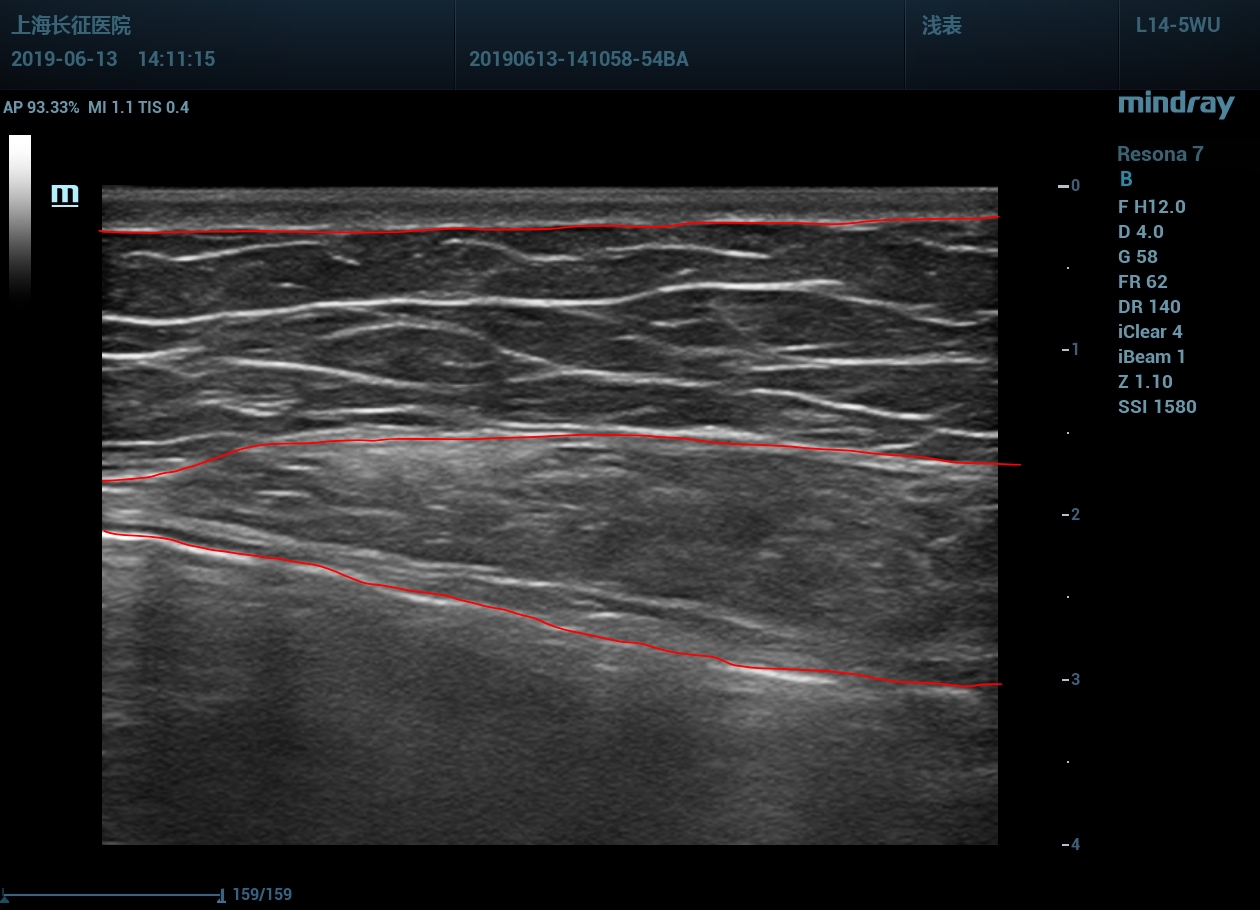 上海长征医院
2019-06-13 14:11:15
20190613-141058-54BA
浅表
L14-5WU
AP 93.33% MI 1.1 TIS 0.4
mindray
m
Resona 7
B
F H12.0
D 4.0
G 58
FR 62
DR 140
iClear 4
iBeam 1
Z 1.10
SSI 1580
0
1
2
3
4
159/159